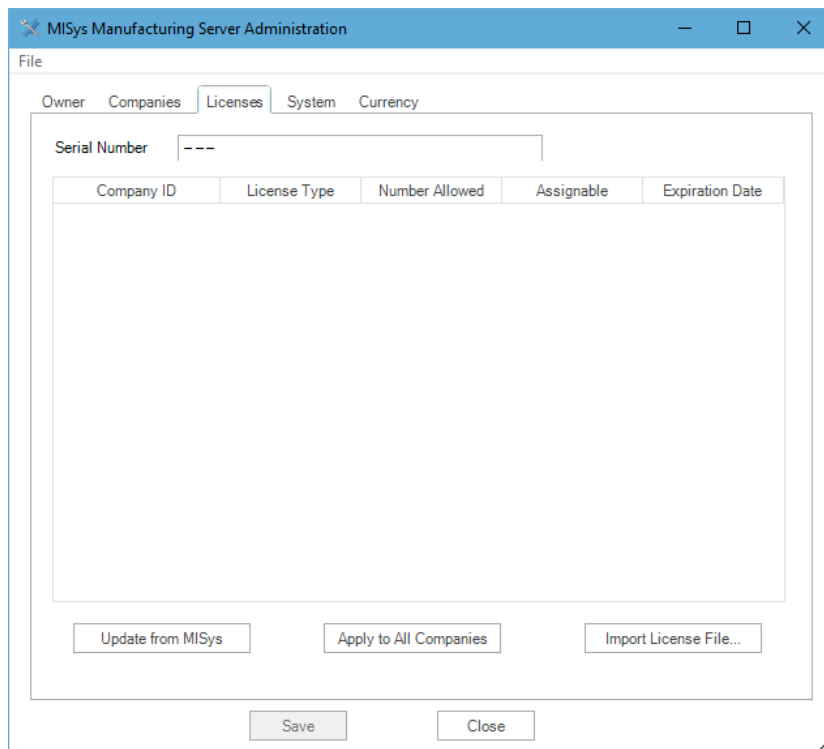 MISys Manufacturing Server Administration
File
Owner Companies Licenses System Currency
Serial Number ---
Company ID License Type Number Allowed Assignable Expiration Date
Update from MISys Apply to All Companies Import License File...
Save Close